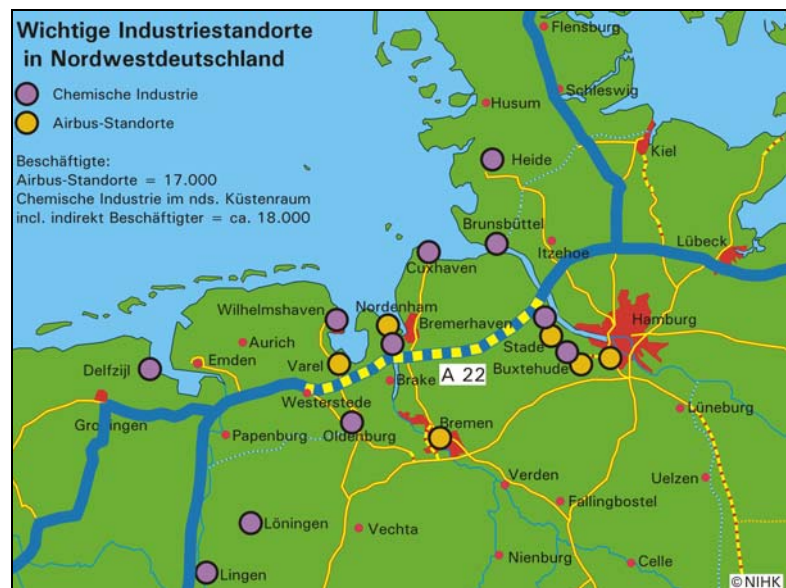 Wichtige Industriestandorte
in Nordwestdeutschland
Chemische Industrie
Airbus-Standorte
Beschäftigte:
Airbus-Standorte = 17.000
Chemische Industrie im nds. Küstenraum
incl. indirekt Beschäftigter = ca. 18.000
Flensburg
Schleswig
Husum
Kiel
Heide
Brunsbüttel
Itzehoe
Lübeck
Cuxhaven
Wilhelmshaven
Nordenham
Bremerhaven
Hamburg
Aurich
Stade
Emden
Varel
Delfzijl
Buxtehude
Brake
A 22
Westerstede
Groningen
Lüneburg
Papenburg
Oldenburg
Bremen
Verden
Uelzen
Fallingbostel
Löningen
Vechta
Nienburg
Celle
Lingen
©NIHK